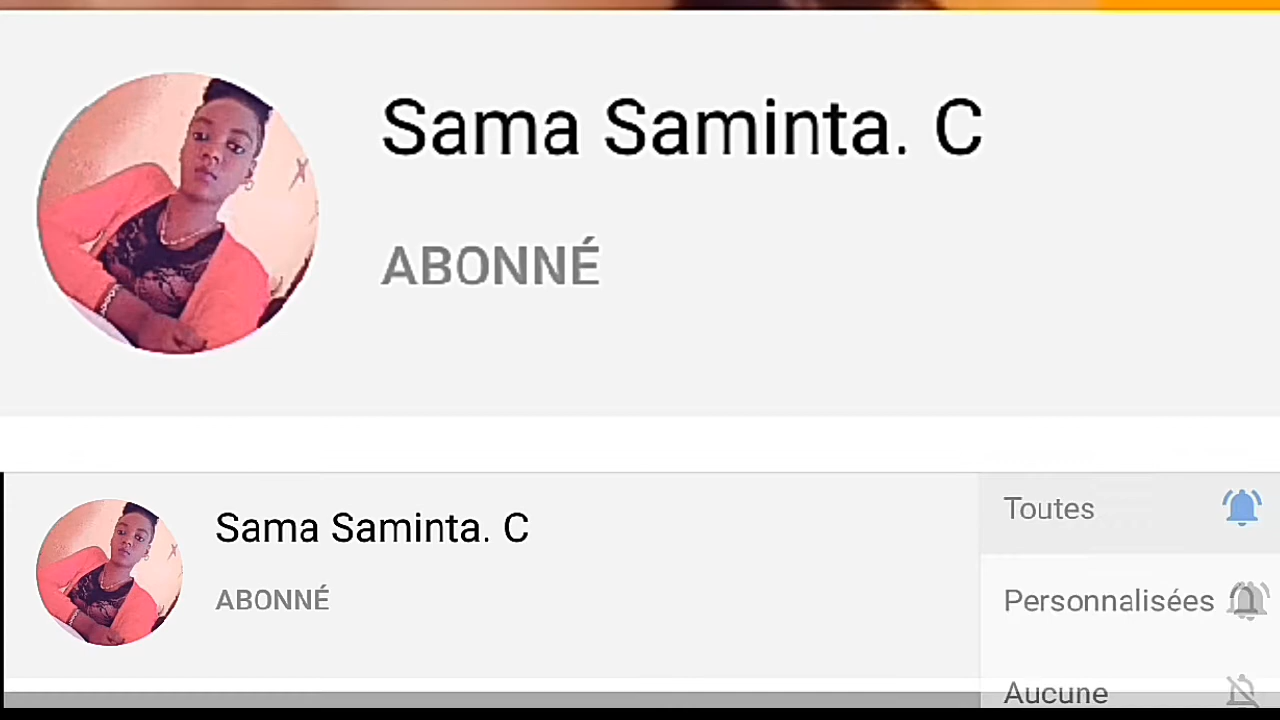 Sama Saminta. C
ABONNÉ
Sama Saminta. C
ABONNÉ
Toutes
Personnalisées
Aucune